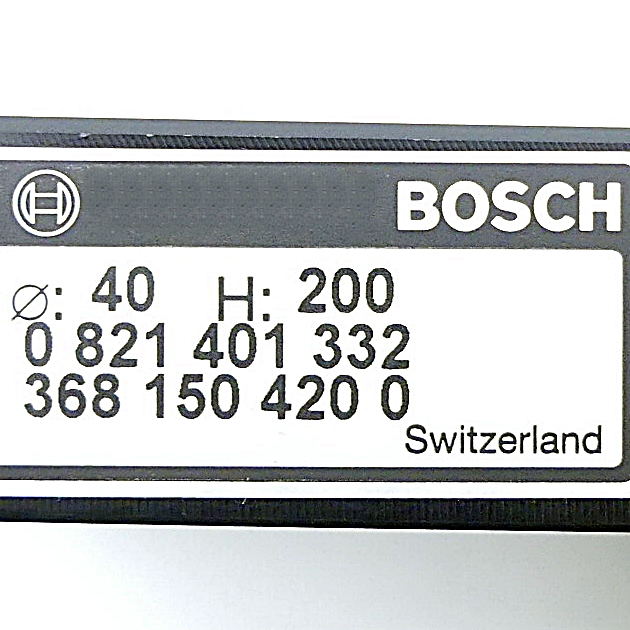 BOSCH
⌀: 40 H: 200
0 821 401 332
368 150 420 0
Switzerland